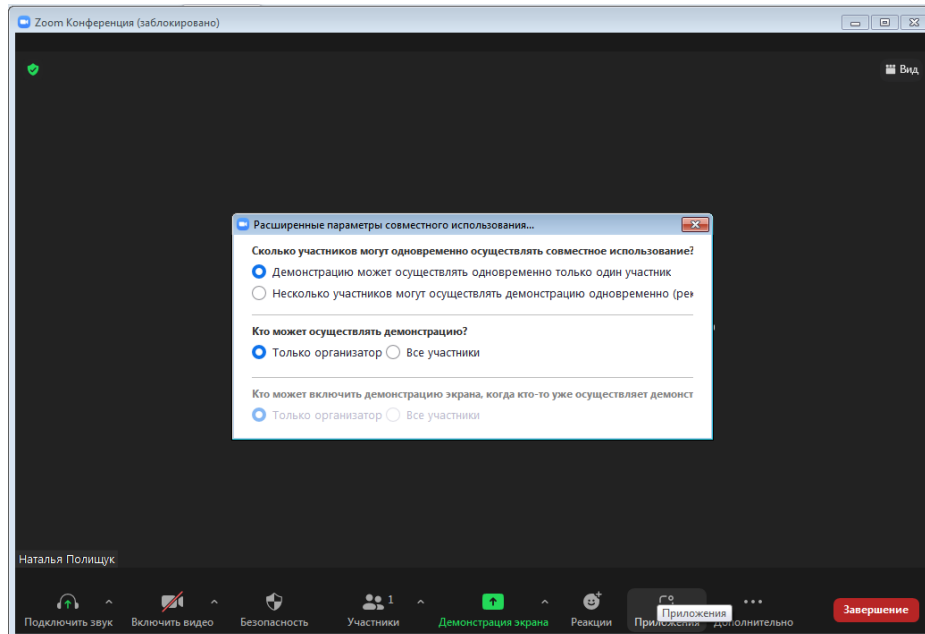 Zoom Конференция (заблокировано)
Вид
Расширенные параметры совместного использования...
Сколько участников могут одновременно осуществлять совместное использование?
Демонстрацию может осуществлять одновременно только один участник
Несколько участников могут осуществлять демонстрацию одновременно (рек
Кто может осуществлять демонстрацию?
Только организатор Все участники
Кто может включить демонстрацию экрана, когда кто-то уже осуществляет демонст
Только организатор Все участники
Наталья Полищук
1
Подключить звук Включить видео Безопасность Участники Демонстрация экрана Реакции Приложения Дополнительно Завершение
Приложения